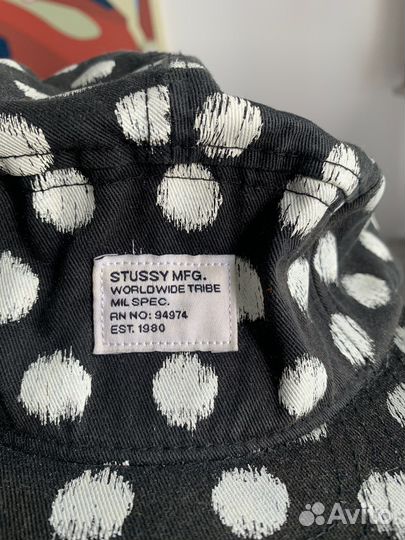 STUSSY MFG.
WORLDWIDE TRIBE
MIL SPEC.
RN NO: 94974
EST. 1980
Avito